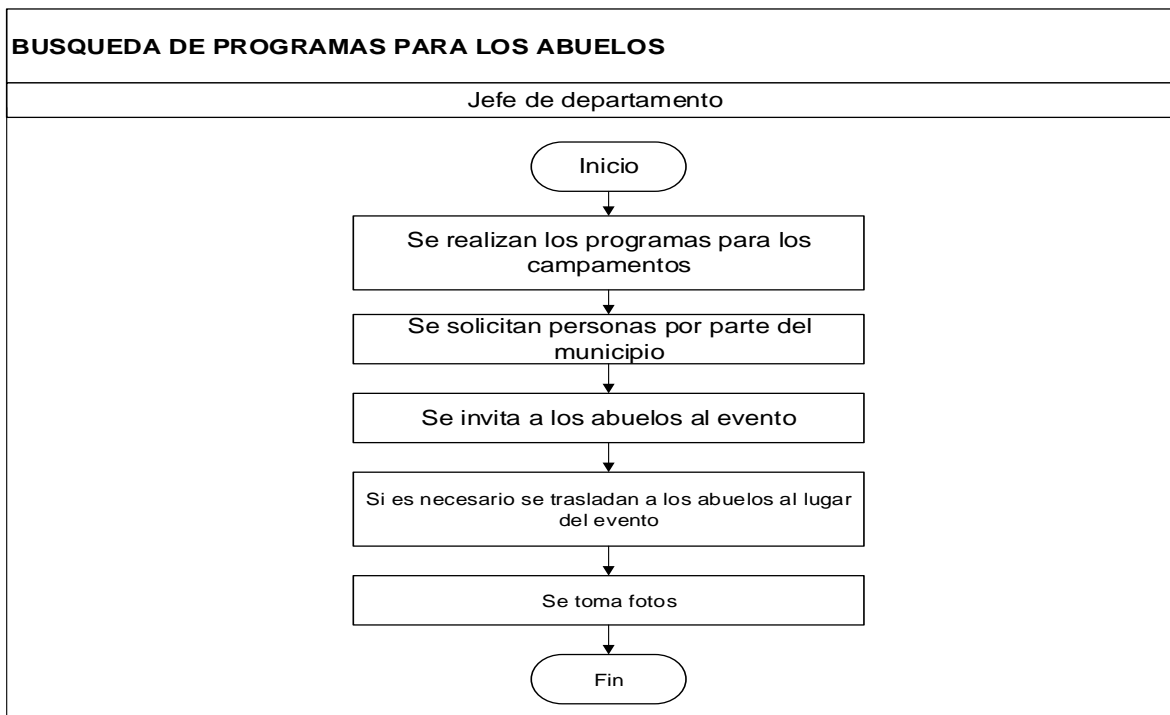 BUSQUEDA DE PROGRAMAS PARA LOS ABUELOS
Jefe de departamento
Inicio
Se realizan los programas para los
campamentos
Se solicitan personas por parte del
municipio
Se invita a los abuelos al evento
Si es necesario se trasladan a los abuelos al lugar
del evento
Se toma fotos
Fin